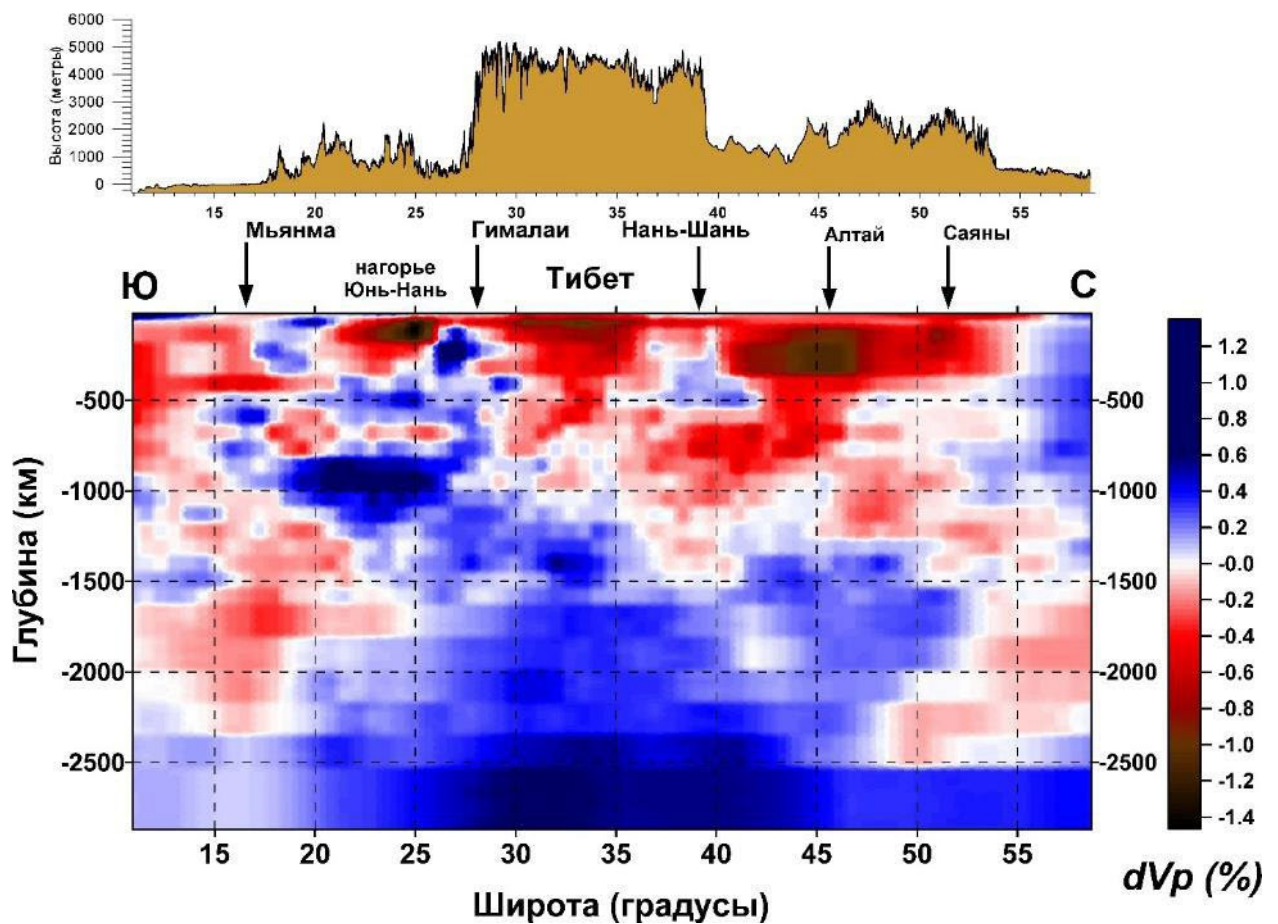 6000
5000
4000
3000
2000
1000
0
Высота (метры)
15 20 25 30 35 40 45 50 55
Мьянма Гималаи Нань-Шань Алтай Саяны
нагорье
Юнь-Нань
Тибет
Ю С
-500
-1000
-1500
-2000
-2500
Глубина (км)
-500
-1000
-1500
-2000
-2500
15 20 25 30 35 40 45 50 55
Широта (градусы)
1.2
1.0
0.8
0.6
0.4
0.2
-0.0
-0.2
-0.4
-0.6
-0.8
-1.0
-1.2
-1.4
dVp (%)